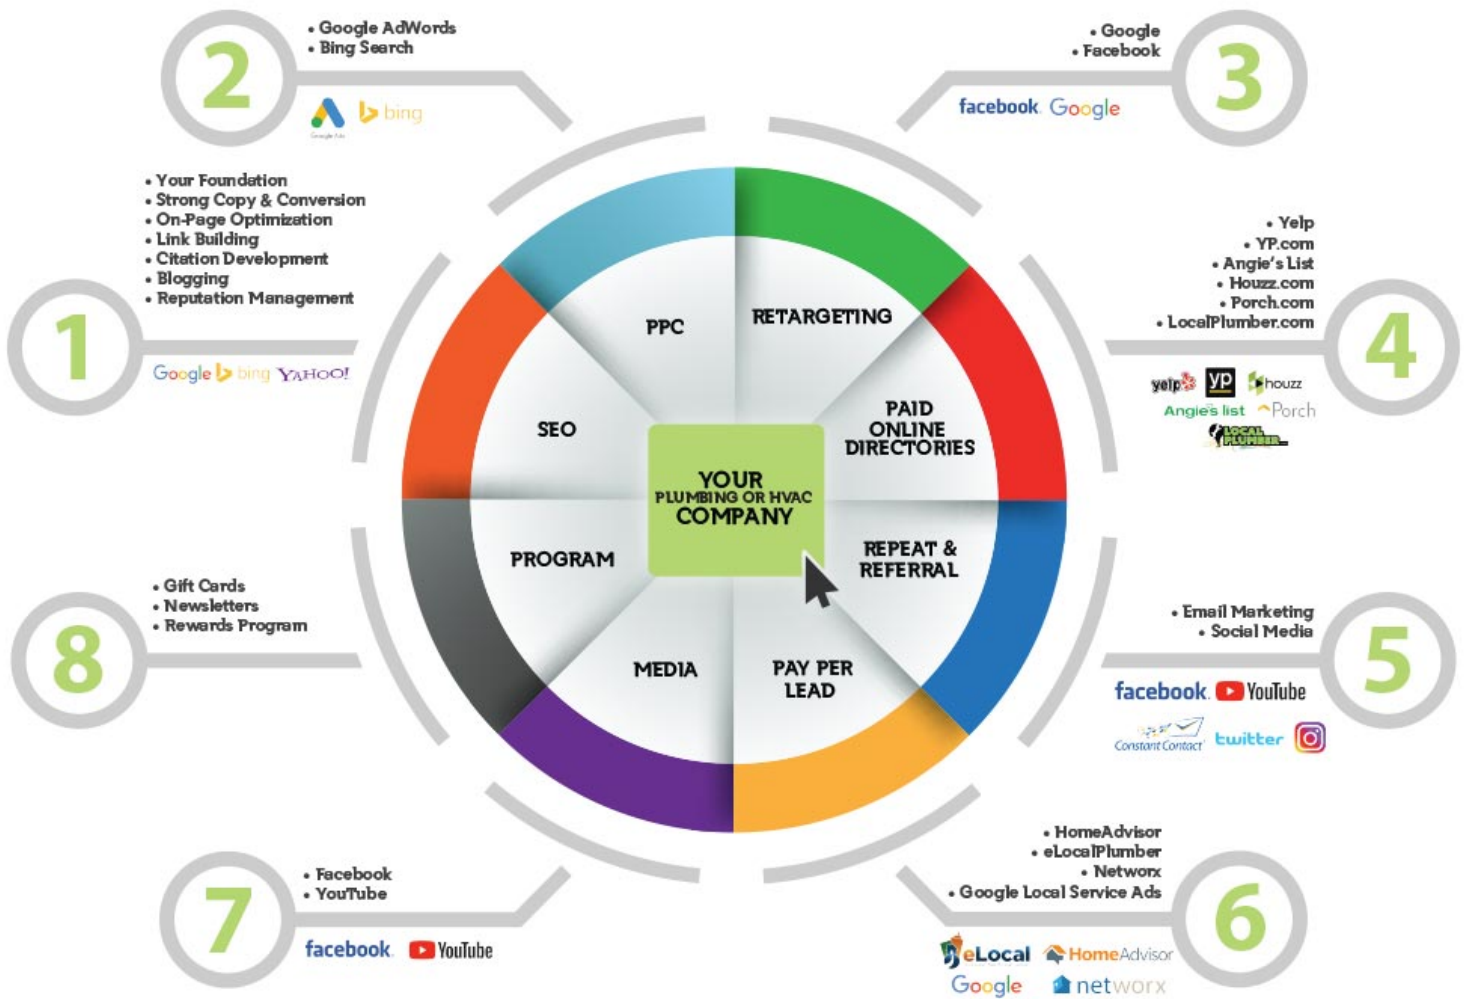 2
• Google AdWords
• Bing Search
Google Ads
bing
3
• Google
• Facebook
facebook. Google
1
• Your Foundation
• Strong Copy & Conversion
• On-Page Optimization
• Link Building
• Citation Development
• Blogging
• Reputation Management
Google bing YAHOO!
4
• Yelp
• YP.com
• Angie's List
• Houzz.com
• Porch.com
• LocalPlumber.com
yelp yp houzz
Angie's list Porch
LOCAL
PLUMBER
PPC
RETARGETING
SEO
PAID
ONLINE
DIRECTORIES
YOUR
PLUMBING OR HVAC
COMPANY
PROGRAM
REPEAT &
REFERRAL
MEDIA
PAY PER
LEAD
8
• Gift Cards
• Newsletters
• Rewards Program
5
• Email Marketing
• Social Media
facebook. YouTube
Constant Contact twitter
7
• Facebook
• YouTube
facebook. YouTube
6
• HomeAdvisor
• eLocalPlumber
• Networx
• Google Local Service Ads
eLocal HomeAdvisor
Google networx